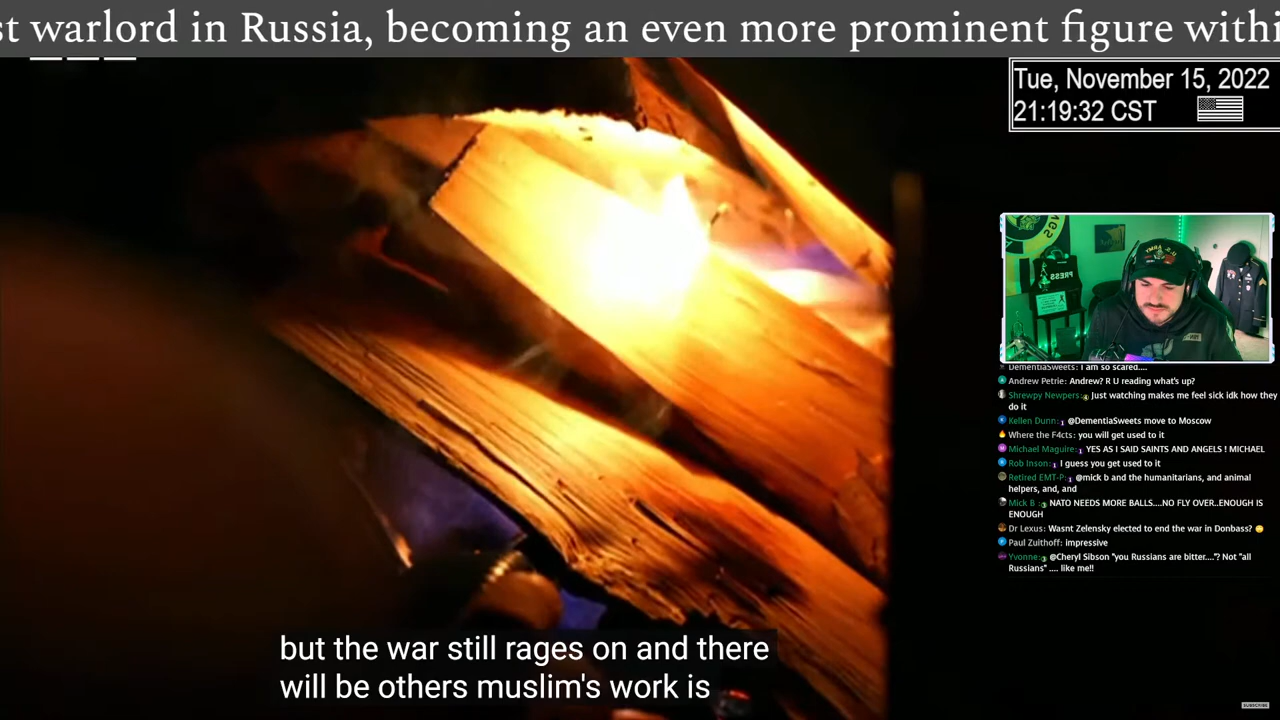 st warlord in Russia, becoming an even more prominent figure withi
Tue, November 15, 2022
21:19:32 CST
PRESS
U.S. ARMY
DementiaSweets: I am so scared....
Andrew Petrie: Andrew? R U reading what's up?
Shrewpy Newpers: Just watching makes me feel sick idk how they
do it
Kellen Dunn: @DementiaSweets move to Moscow
Where the F4cts: you will get used to it
Michael Maguire: YES AS I SAID SAINTS AND ANGELS ! MICHAEL
Rob Inson: I guess you get used to it
Retired EMT-P: @mick b and the humanitarians, and animal
helpers, and, and
Mick B : NATO NEEDS MORE BALLS....NO FLY OVER..ENOUGH IS
ENOUGH
Dr Lexus: Wasnt Zelensky elected to end the war in Donbass? 🙄
Paul Zuithoff: impressive
Yvonne: @Cheryl Sibson "you Russians are bitter...."? Not "all
Russians" .... like me!!
but the war still rages on and there
will be others muslim's work is
SUBSCRIBE